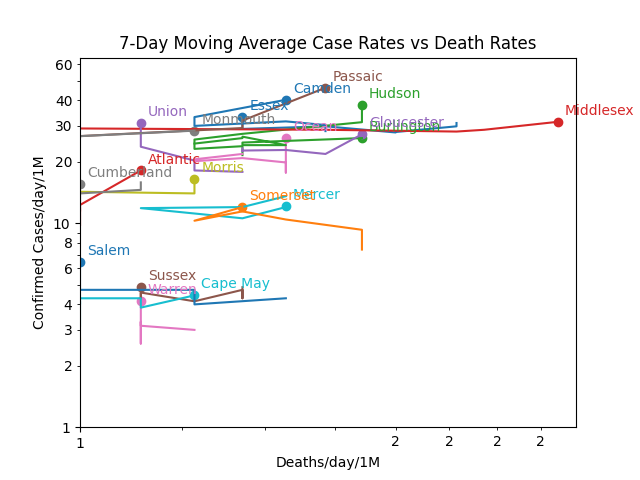 7-Day Moving Average Case Rates vs Death Rates
60
Passaic
Camden
40
Hudson
Essex
Union
Middlesex
Monmouth
Gloucester
30
Ocean
Burlington
20
Atlantic
Morris
Cumberland
Somerset
Mercer
10
8
Salem
6
Sussex
Cape May
Warren
4
3
2
1
1
2
2
2
2
Confirmed Cases/day/1M
Deaths/day/1M